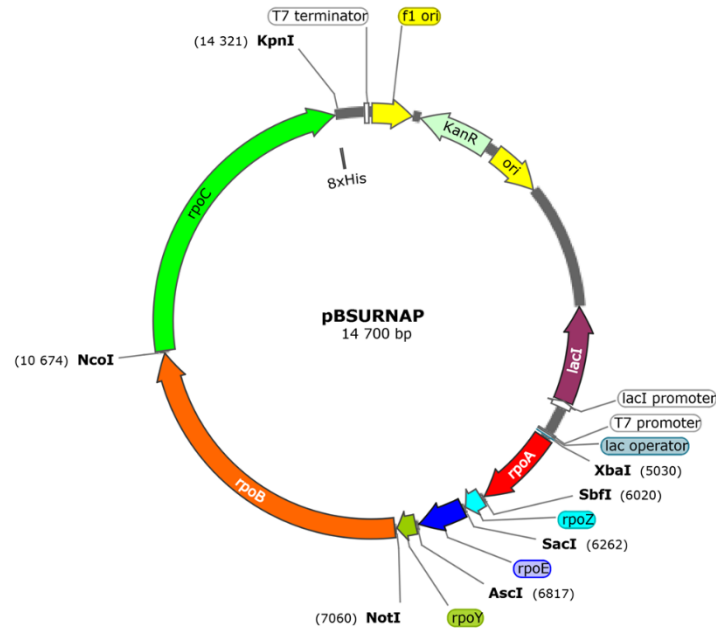 T7 terminator
f1 ori
(14 321) KpnI
KanR
ori
8xHis
rpoC
pBSURNAP
14 700 bp
(10 674) NcoI
lacI
lacI promoter
T7 promoter
lac operator
XbaI (5030)
rpoA
SbfI (6020)
rpoZ
SacI (6262)
rpoE
AscI (6817)
rpoB
(7060) NotI
rpoY